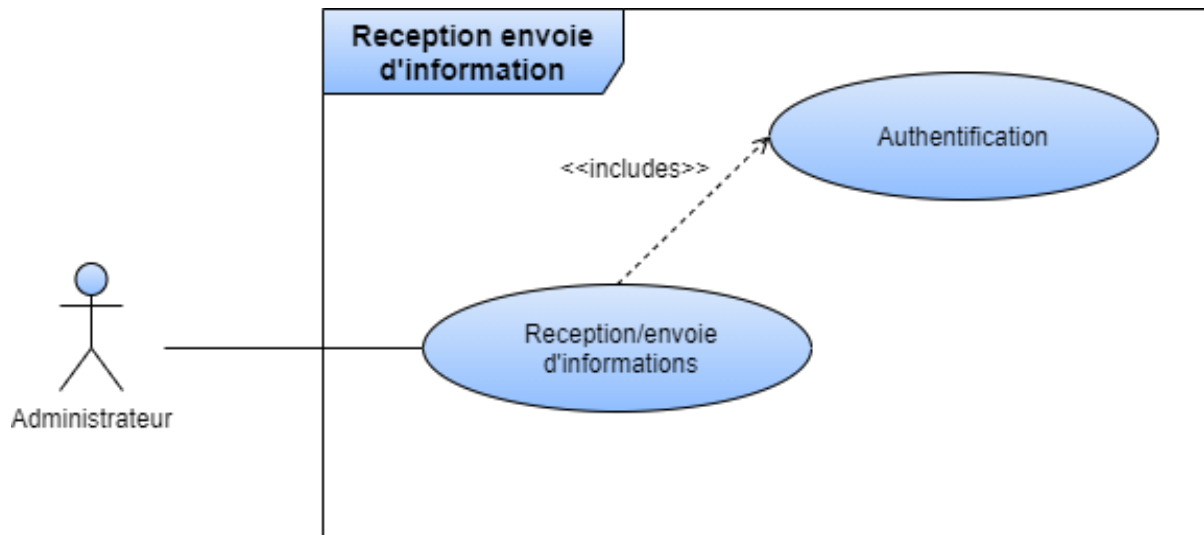 Reception envoie
d'information
Authentification
<<includes>>
Reception/envoie
d'informations
Administrateur